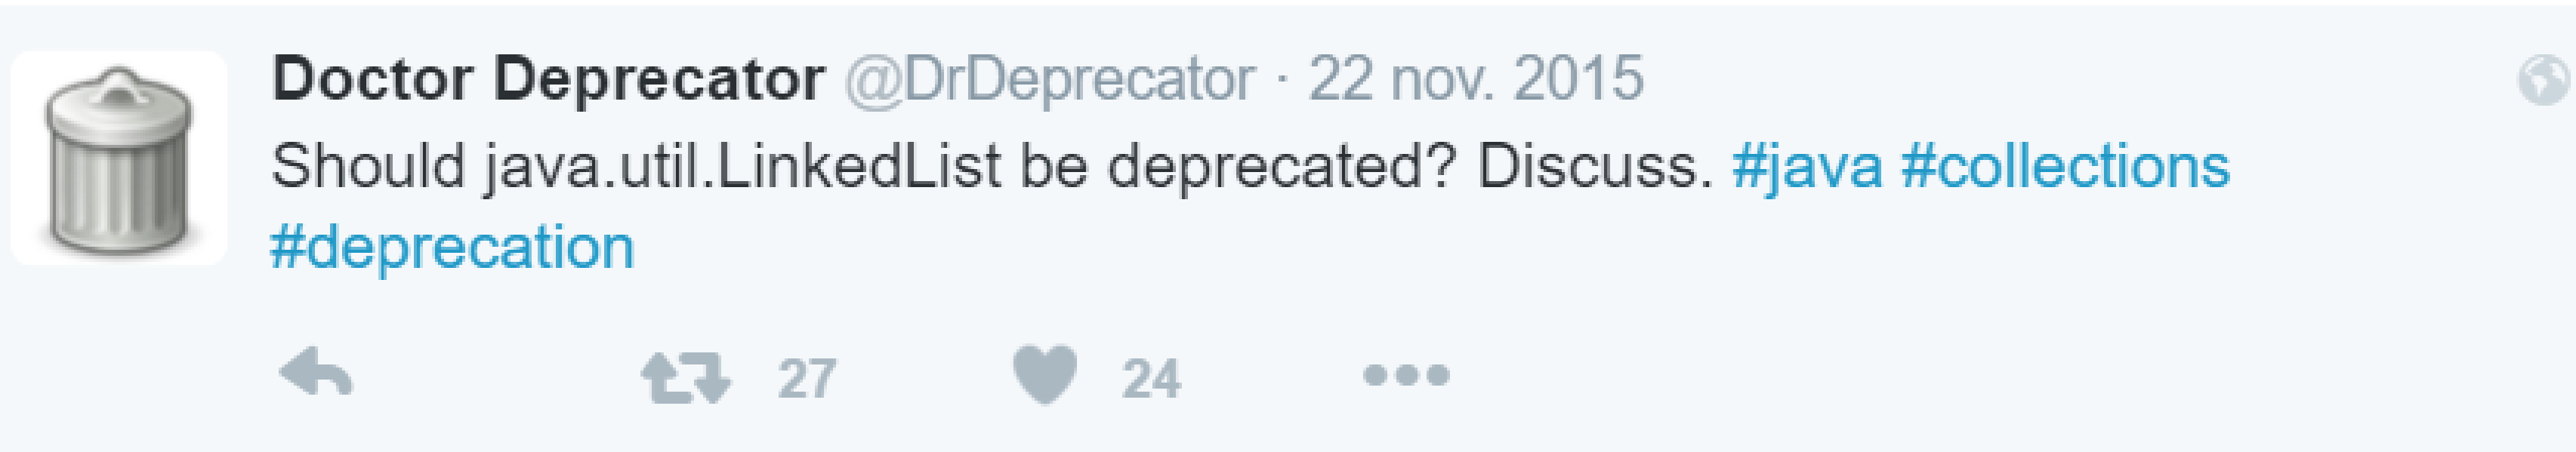 Doctor Deprecator @DrDeprecator · 22 nov. 2015
Should java.util.LinkedList be deprecated? Discuss. #java #collections
#deprecation
27 24